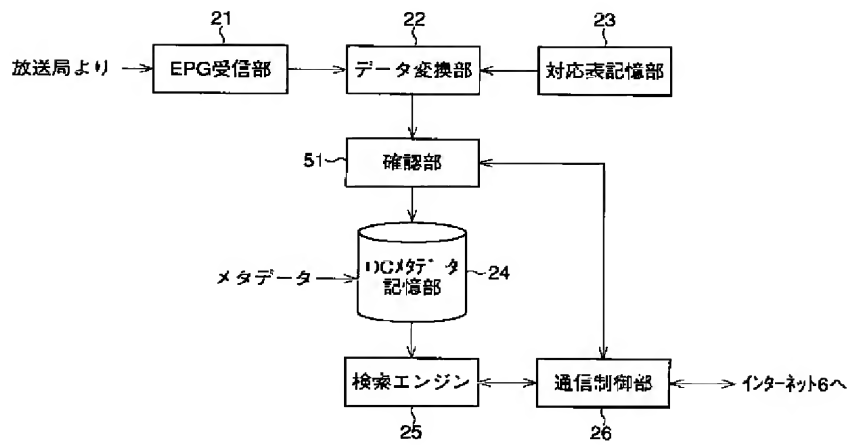 21
22
23
放送局より
EPG受信部
データ変換部
対応表記憶部
51
確認部
メタデータ
DCメタデータ
記憶部
24
検索エンジン
通信制御部
インターネット6へ
25
26